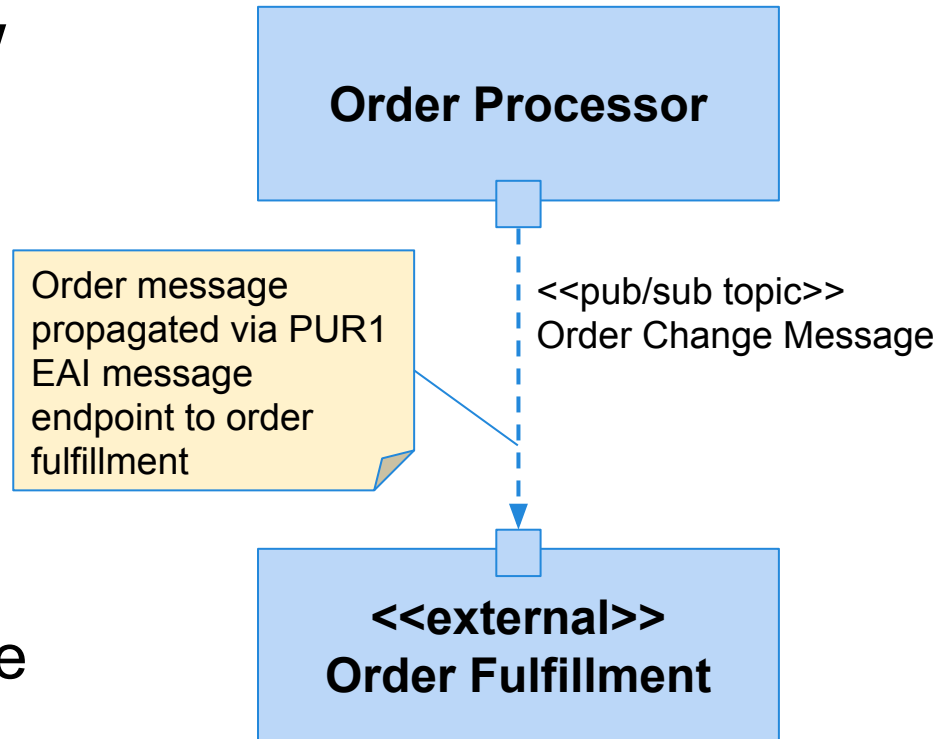 Order Processor
Order message
propagated via PUR1
EAI message
endpoint to order
fulfillment
<<pub/sub topic>>
Order Change Message
<<external>>
Order Fulfillment
e